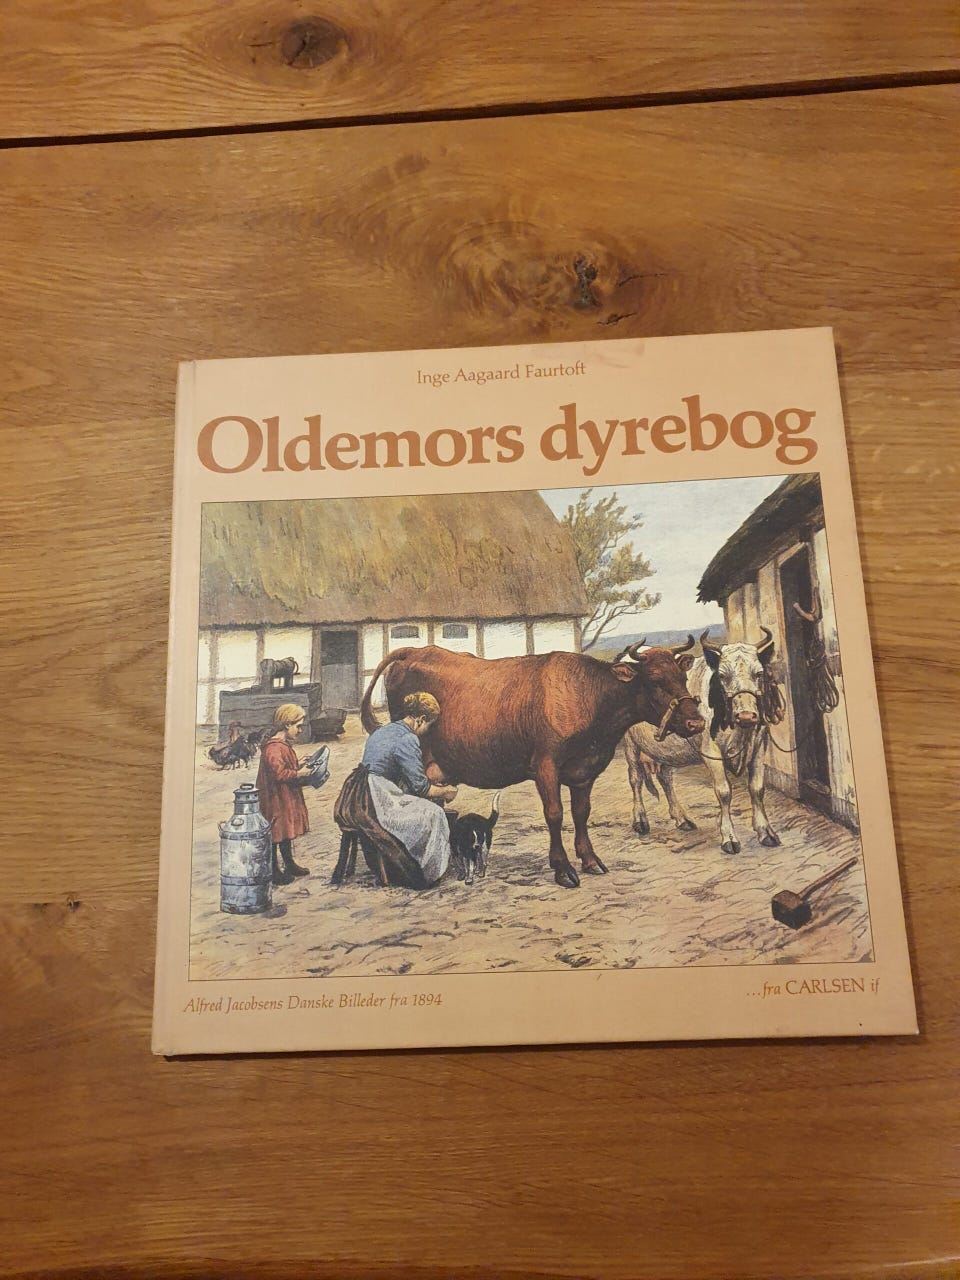 Inge Aagaard Faurtoft
Oldemors dyrebog
Alfred Jacobsens Danske Billeder fra 1894
...fra CARLSEN if